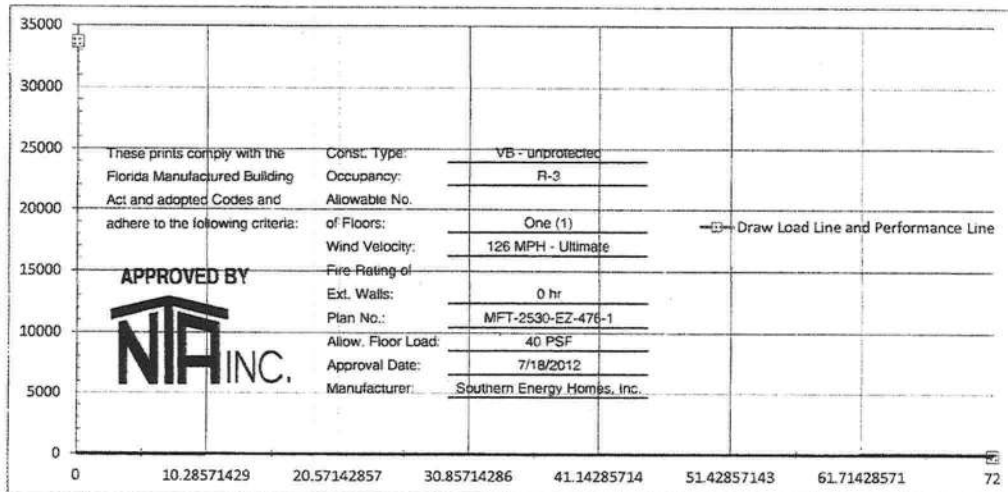 35000
30000
25000
20000
15000
10000
5000
0
These prints comply with the
Florida Manufactured Building
Act and adopted Codes and
adhere to the following criteria:
APPROVED BY
NTA INC.
Const. Type: VB - unprotected
Occupancy: R-3
Allowable No.
of Floors: One (1)
Wind Velocity: 126 MPH - Ultimate
Fire Rating of
Ext. Walls: 0 hr
Plan No.: MFT-2530-EZ-476-1
Allow. Floor Load: 40 PSF
Approval Date: 7/18/2012
Manufacturer: Southern Energy Homes, Inc.
Draw Load Line and Performance Line
0 10.28571429 20.57142857 30.85714286 41.14285714 51.42857143 61.71428571 72